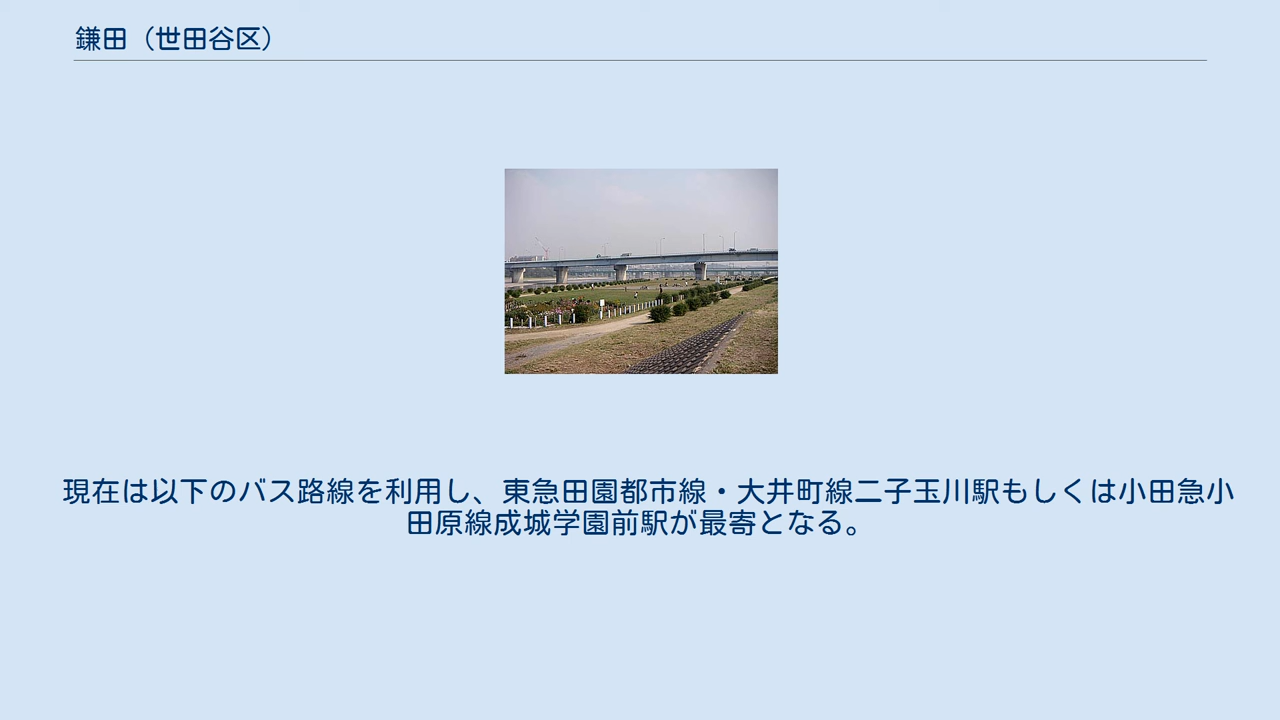 鎌田（世田谷区）
現在は以下のバス路線を利用し、東急田園都市線・大井町線二子玉川駅もしくは小田急小
田原線成城学園前駅が最寄となる。